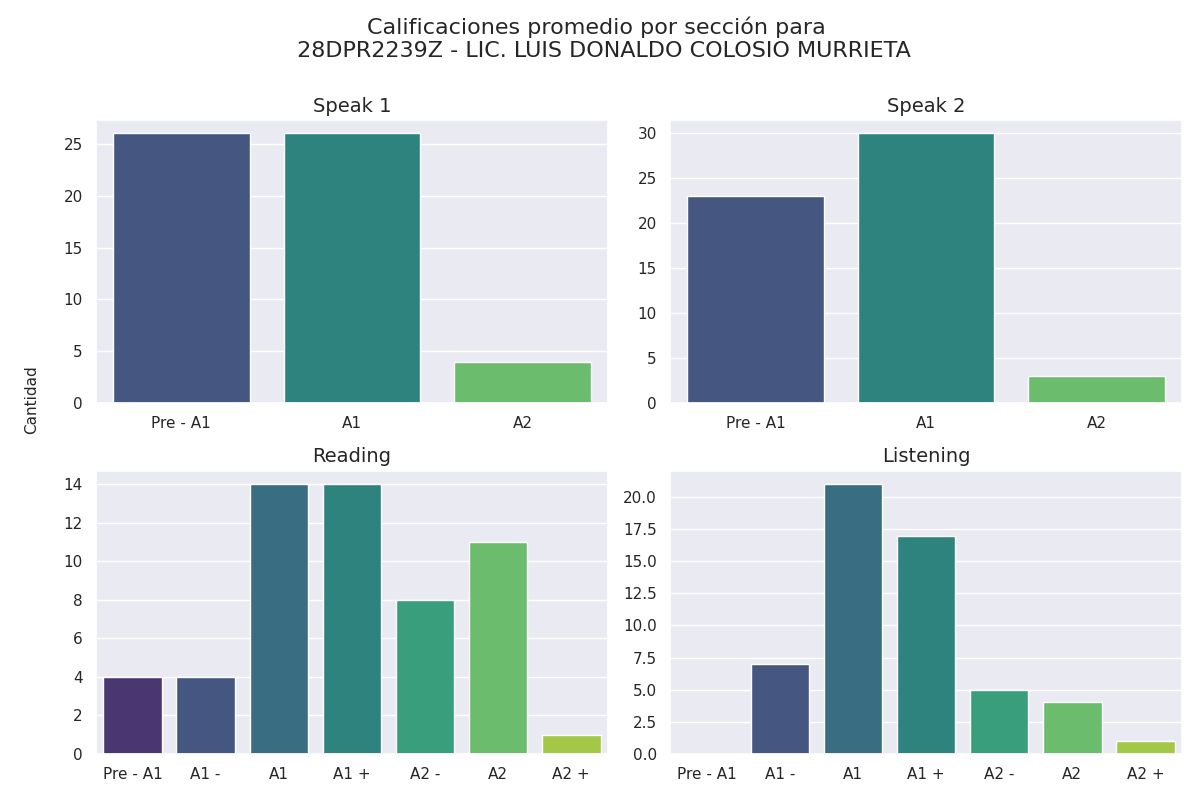 Calificaciones promedio por sección para
28DPR2239Z - LIC. LUIS DONALDO COLOSIO MURRIETA
Speak 1
25
20
15
10
5
0
Pre - A1 A1 A2
Speak 2
30
25
20
15
10
5
0
Pre - A1 A1 A2
Cantidad
Reading
14
12
10
8
6
4
2
0
Pre - A1 A1 - A1 A1 + A2 - A2 A2 +
Listening
20.0
17.5
15.0
12.5
10.0
7.5
5.0
2.5
0.0
Pre - A1 A1 - A1 A1 + A2 - A2 A2 +